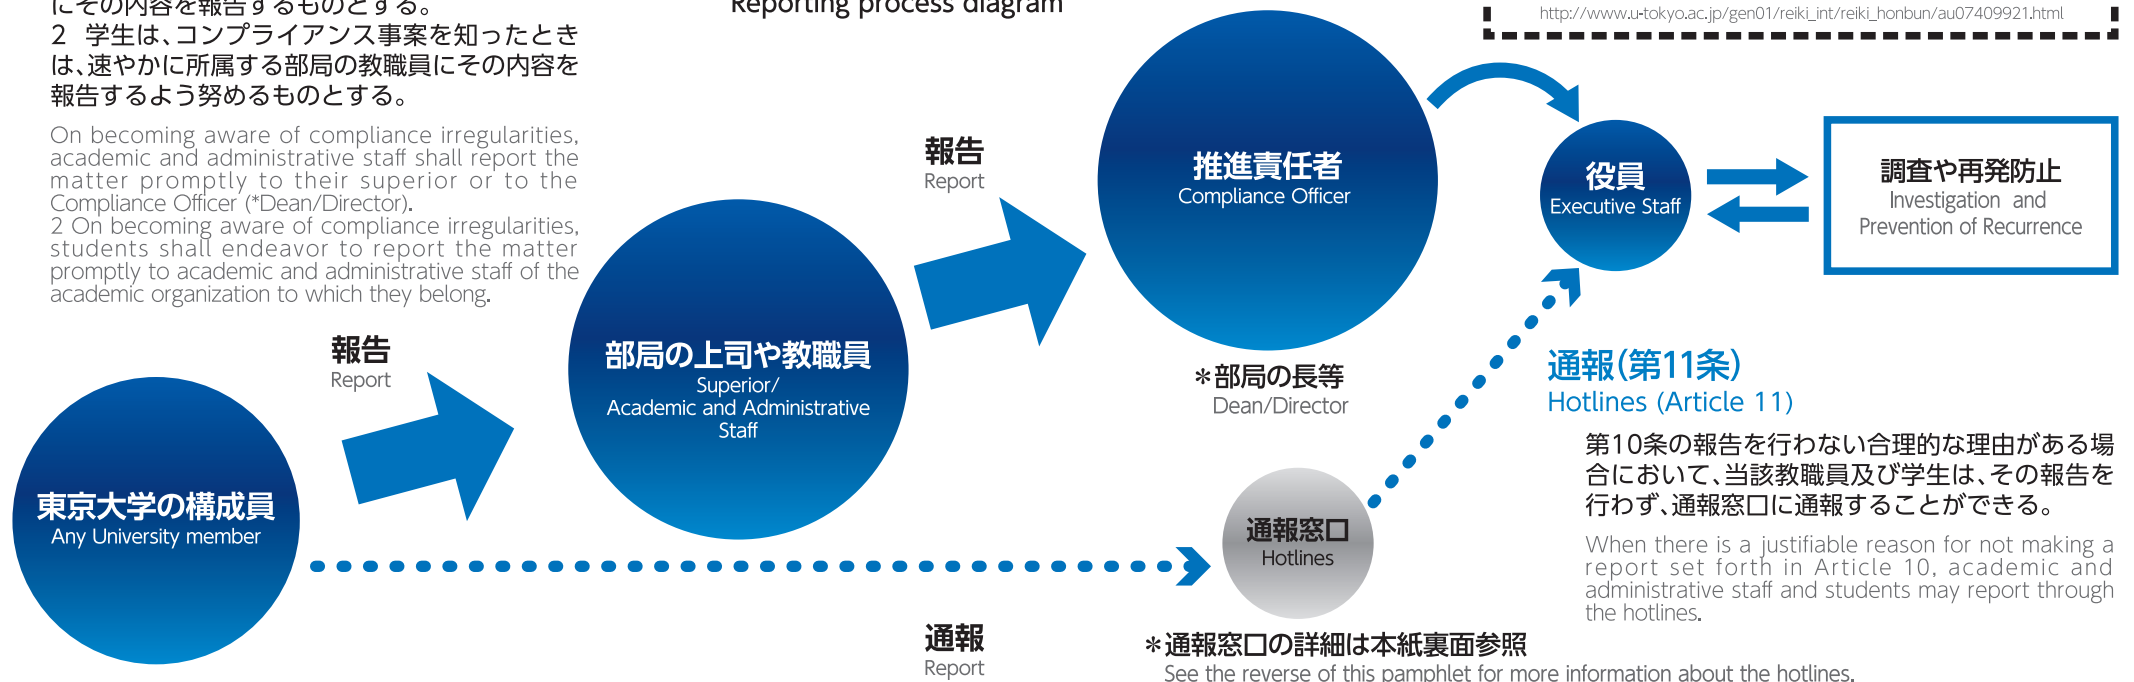 にその内容を報告するものとする。
2　学生は、コンプライアンス事案を知ったとき
は、速やかに所属する部局の教職員にその内容を
報告するよう努めるものとする。
On becoming aware of compliance irregularities,
academic and administrative staff shall report the
matter promptly to their superior or to the
Compliance Officer (*Dean/Director).
2 On becoming aware of compliance irregularities,
students shall endeavor to report the matter
promptly to academic and administrative staff of the
academic organization to which they belong.
Reporting process diagram
http://www.u-tokyo.ac.jp/gen01/reiki_int/reiki_honbun/au07409921.html
東京大学の構成員
Any University member
報告
Report
部局の上司や教職員
Superior/
Academic and Administrative
Staff
報告
Report
推進責任者
Compliance Officer
＊部局の長等
Dean/Director
役員
Executive Staff
調査や再発防止
Investigation and
Prevention of Recurrence
通報（第11条）
Hotlines (Article 11)
第10条の報告を行わない合理的な理由がある場
合において、当該教職員及び学生は、その報告を
行わず、通報窓口に通報することができる。
When there is a justifiable reason for not making a
report set forth in Article 10, academic and
administrative staff and students may report through
the hotlines.
通報窓口
Hotlines
通報
Report
＊通報窓口の詳細は本紙裏面参照
See the reverse of this pamphlet for more information about the hotlines.